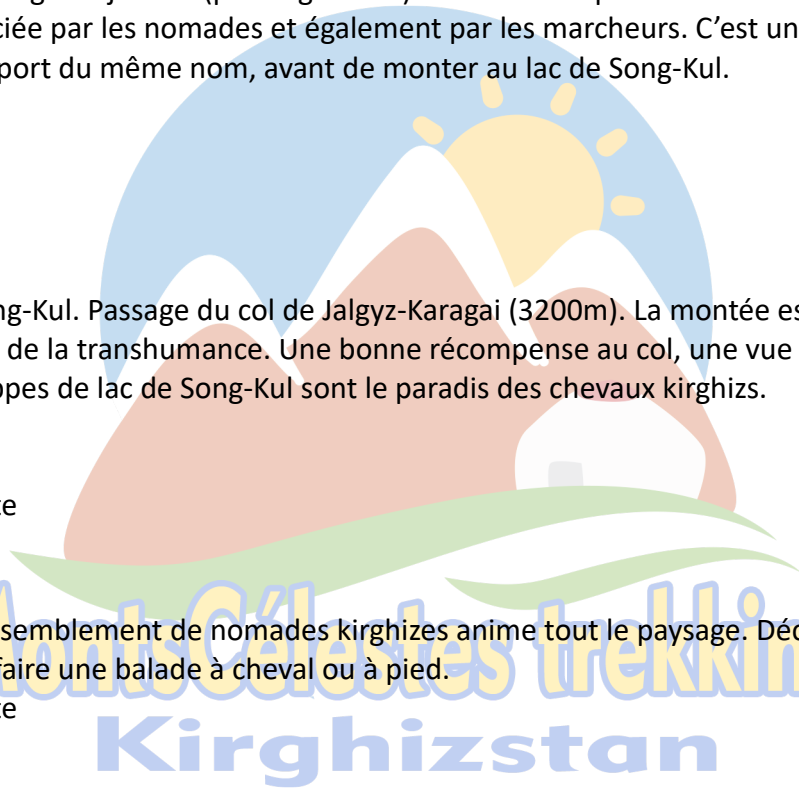 ciée par les nomades et également par les marcheurs. C’est un
port du même nom, avant de monter au lac de Song-Kul.
ng-Kul. Passage du col de Jalgyz-Karagai (3200m). La montée es
de la transhumance. Une bonne récompense au col, une vue
ppes de lac de Song-Kul sont le paradis des chevaux kirghizs.
te
semblement de nomades kirghizes anime tout le paysage. Déc
faire une balade à cheval ou à pied.
MontsCélestes trekkin
te
Kirghizstan